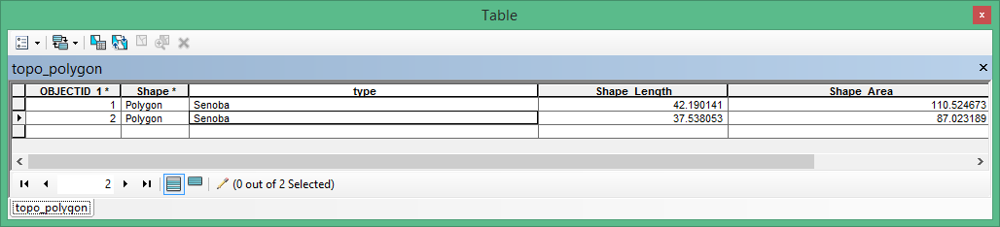 Table
x
topo_polygon
OBJECTID_1 * Shape * type Shape_Length Shape_Area
1 Polygon Senoba 42.190141 110.524673
2 Polygon Senoba 37.538053 87.023189
2 (0 out of 2 Selected)
topo_polygon